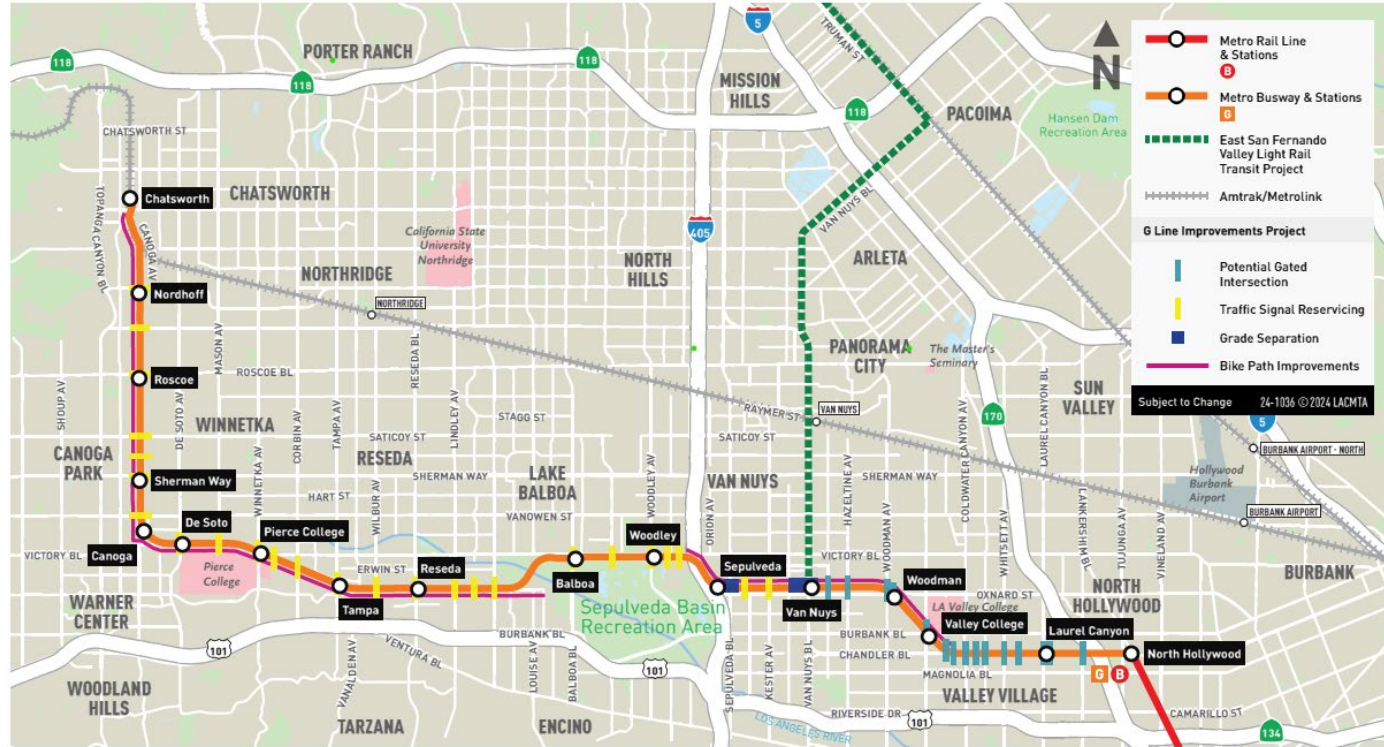 5
TRUMAN ST
PORTER RANCH
118
118
118
MISSION
HILLS
118
PACOIMA
Hansen Dam
Recreation Area
N
Metro Rail Line
& Stations
B
Metro Busway & Stations
G
East San Fernando
Valley Light Rail
Transit Project
Amtrak/Metrolink
G Line Improvements Project
Potential Gated
Intersection
Traffic Signal Reservicing
Grade Separation
Bike Path Improvements
Subject to Change 24-1036 © 2024 LACMTA
CHATSWORTH ST
Chatsworth
CHATSWORTH
TOPANGA CANYON BL
CANOGA AV
California State
University
Northridge
405
VAN NUYS BL
NORTHRIDGE
NORTH
HILLS
ARLETA
Nordhoff
NORTHRIDGE
MASON AV
RESEDA BL
PANORAMA
CITY
The Master's
Seminary
Roscoe
ROSCOE BL
SHOUP AV
DE SOTO AV
WINNETKA
CORBIN AV
TAMPA AV
LINDLEY AV
STAGG ST
RAYMER ST
VAN NUYS
170
LAUREL CANYON BL
SUN
VALLEY
5
CANOGA
PARK
WINNETKA AV
SATICOY ST
RESEDA
SATICOY ST
BURBANK AIRPORT - NORTH
Sherman Way
SHERMAN WAY
LAKE
BALBOA
WOODLEY AV
VAN NUYS
HAZELTINE AV
SHERMAN WAY
COLDWATER CANYON AV
Hollywood
Burbank
Airport
HART ST
WILBUR AV
VANOWEN ST
ORION AV
WOODMAN AV
WHITSETT AV
LANKERSHIM BL
TUJUNGA AV
VINELAND AV
BURBANK AIRPORT
De Soto
Pierce College
Woodley
Canoga
VICTORY BL
Pierce
College
ERWIN ST
Reseda
Balboa
Sepulveda
VICTORY BL
Woodman
BURBANK
WARNER
CENTER
Tampa
Sepulveda Basin
Recreation Area
Van Nuys
LA Valley College
OXNARD ST
NORTH
HOLLYWOOD
Valley College
Laurel Canyon
101
VENTURA BL
BURBANK BL
BURBANK BL
CHANDLER BL
North Hollywood
101
MAGNOLIA BL
G
B
WOODLAND
HILLS
VANALDEN AV
LOUISE AV
BALBOA BL
SEPULVEDA BL
KESTER AV
VAN NUYS BL
VALLEY VILLAGE
TARZANA
ENCINO
LOS ANGELES RIVER
RIVERSIDE DR
101
CAMARILLO ST
134